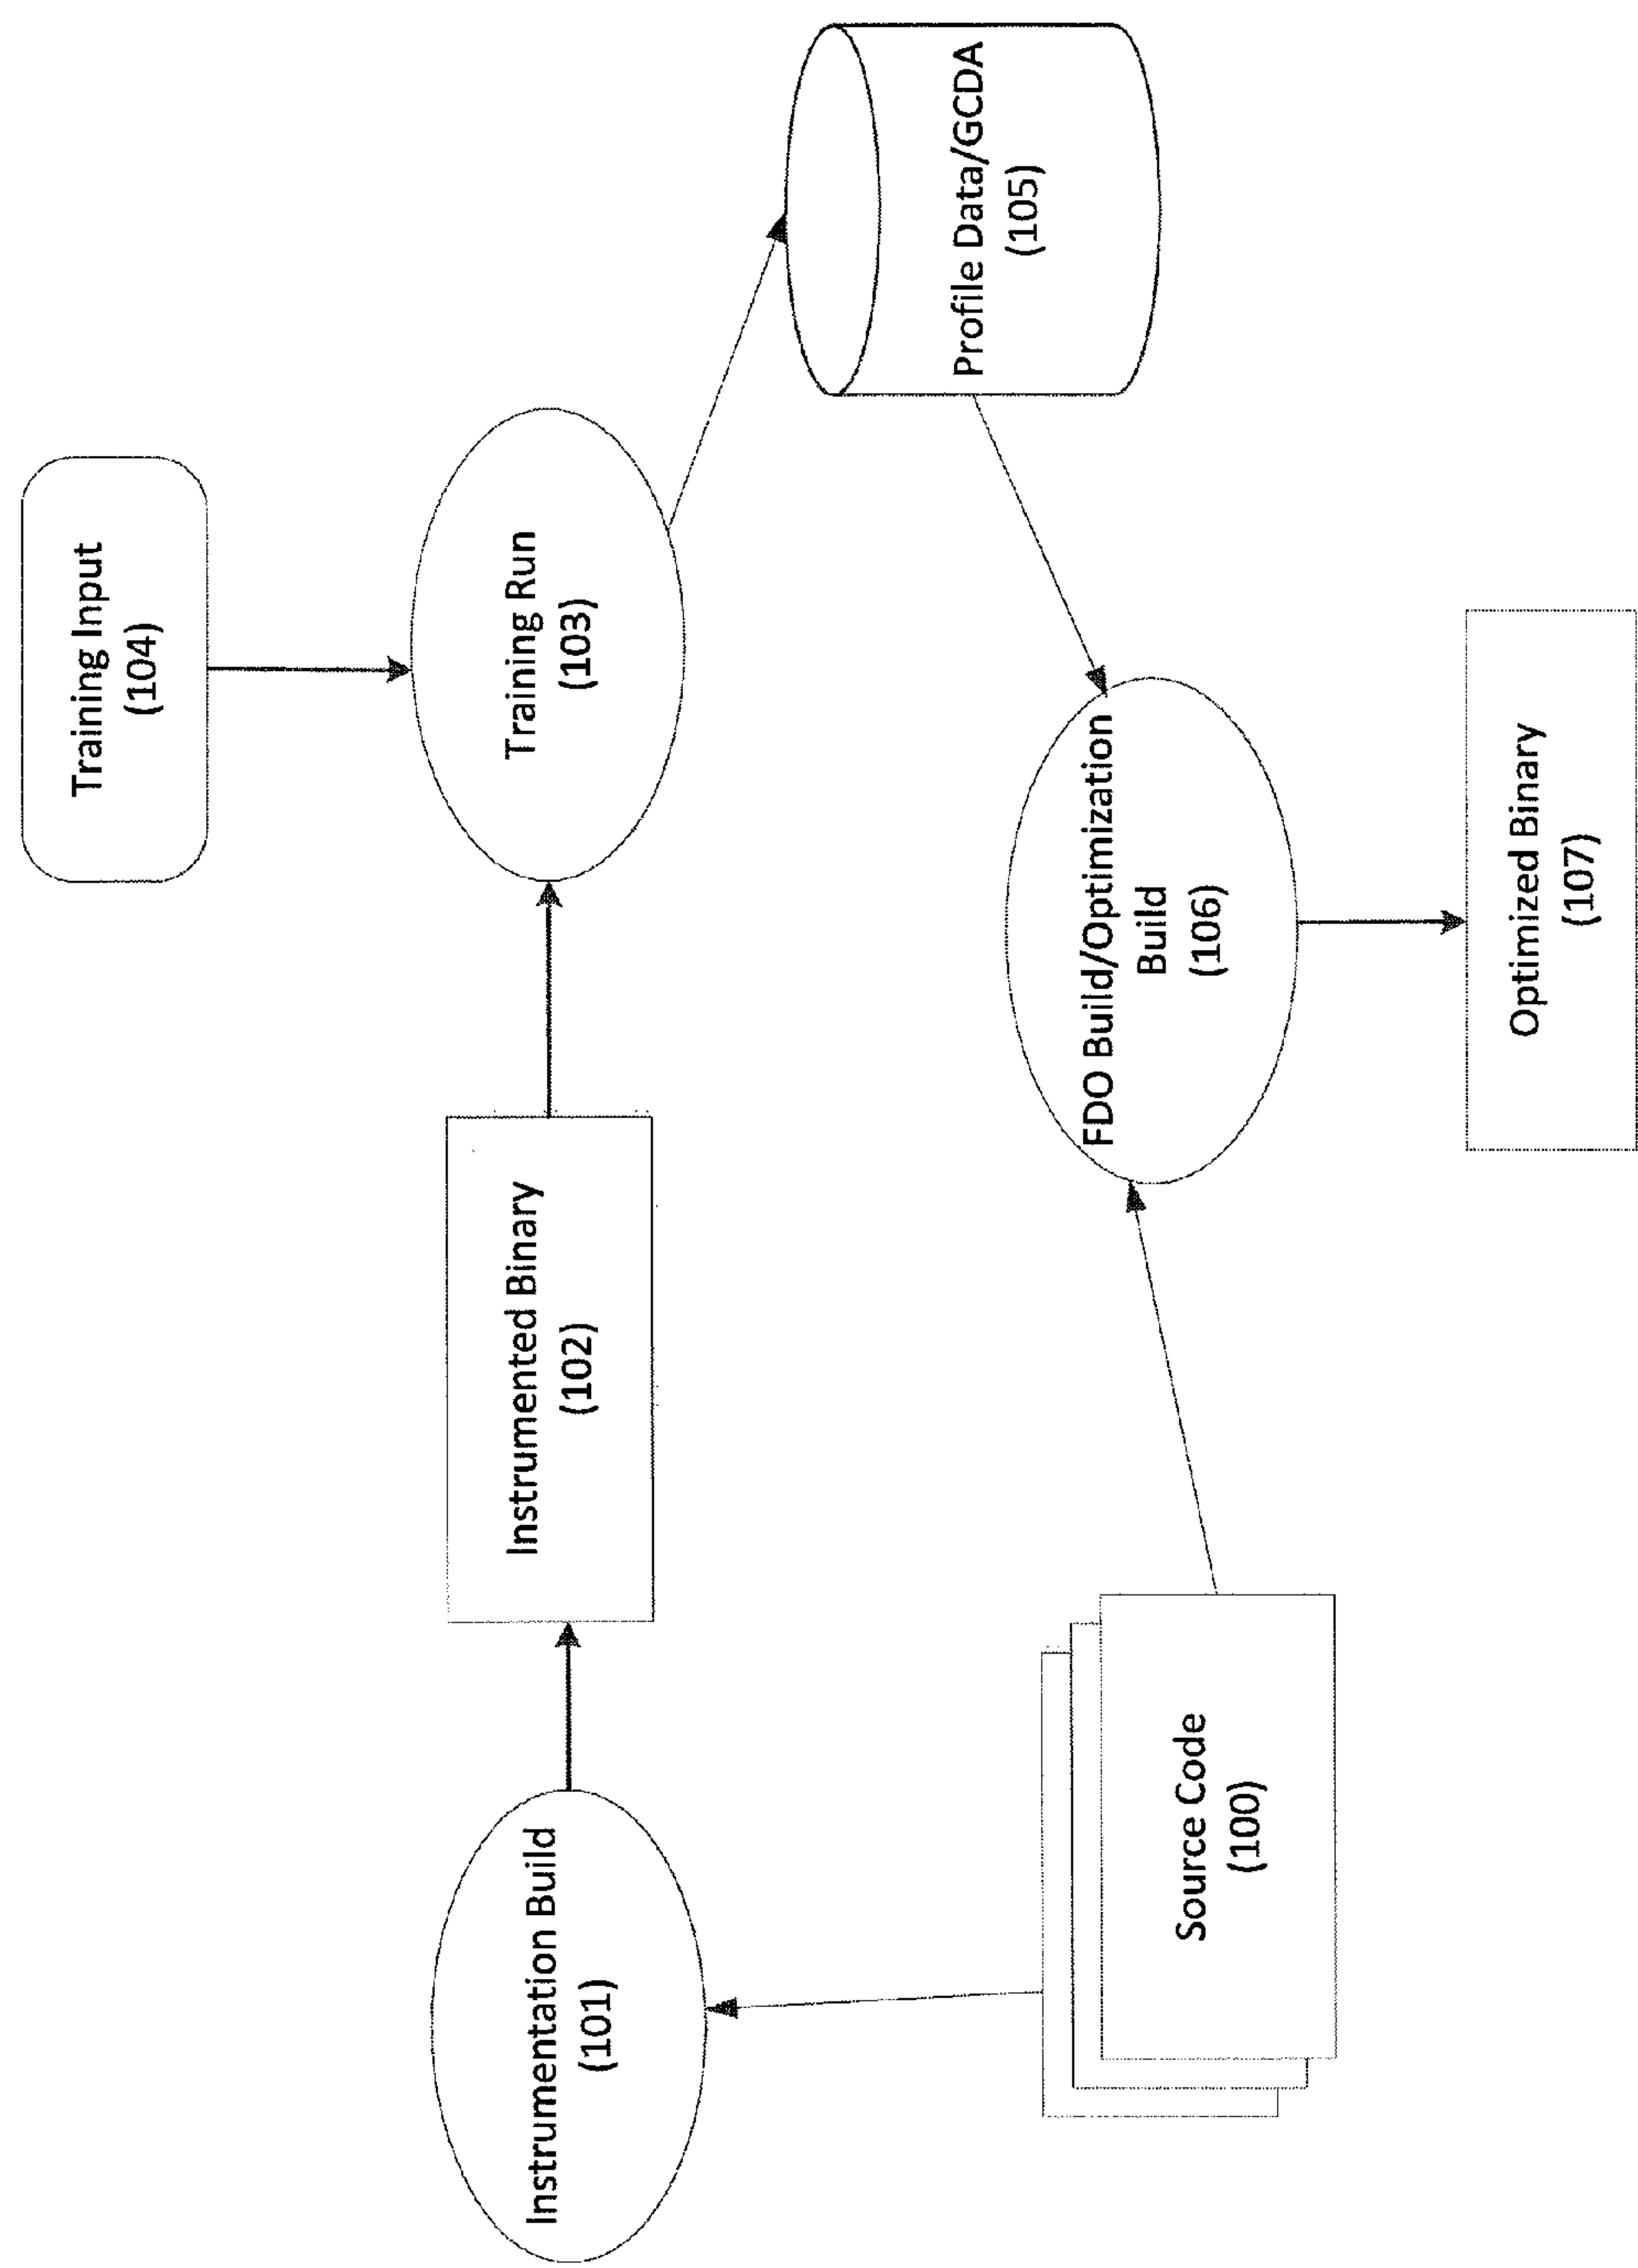 Training Input
(104)
Instrumentation Build
(101)
Instrumented Binary
(102)
Training Run
(103)
Profile Data/GCDA
(105)
Source Code
(100)
FDO Build/Optimization
Build
(106)
Optimized Binary
(107)